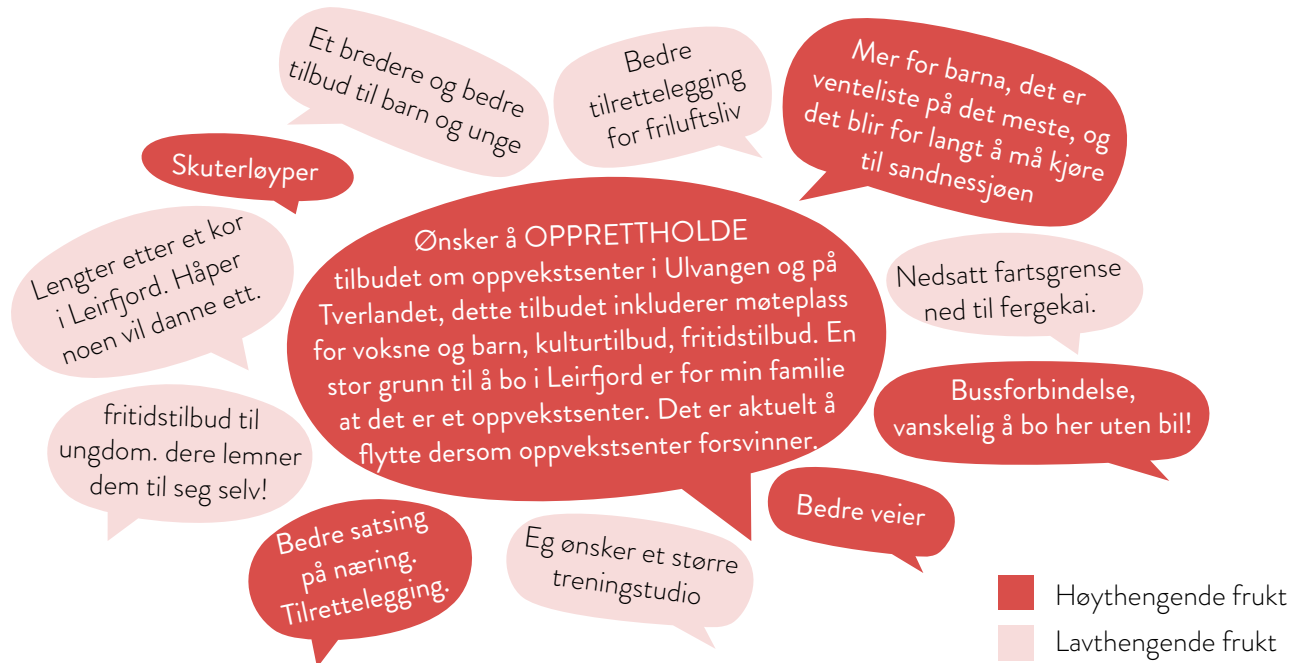 Et bredere og bedre
tilbud til barn og unge
Bedre
tilrettelegging
for friluftsliv
Mer for barna, det er
venteliste på det meste, og
det blir for langt å må kjøre
til sandnessjøen
Skuterløyper
Lengter etter et kor
i Leirfjord. Håper
noen vil danne ett.
Ønsker å OPPRETTHOLDE
tilbudet om oppvekstsenter i Ulvangen og på
Tverlandet, dette tilbudet inkluderer møteplass
for voksne og barn, kulturtilbud, fritidstilbud. En
stor grunn til å bo i Leirfjord er for min familie
at det er et oppvekstsenter. Det er aktuelt å
flytte dersom oppvekstsenter forsvinner.
Nedsatt fartsgrense
ned til fergekai.
Bussforbindelse,
vanskelig å bo her uten bil!
fritidstilbud til
ungdom. dere lemner
dem til seg selv!
Bedre satsing
på næring.
Tilrettelegging.
Eg ønsker et større
treningstudio
Bedre veier
Høythengende frukt
Lavthengende frukt